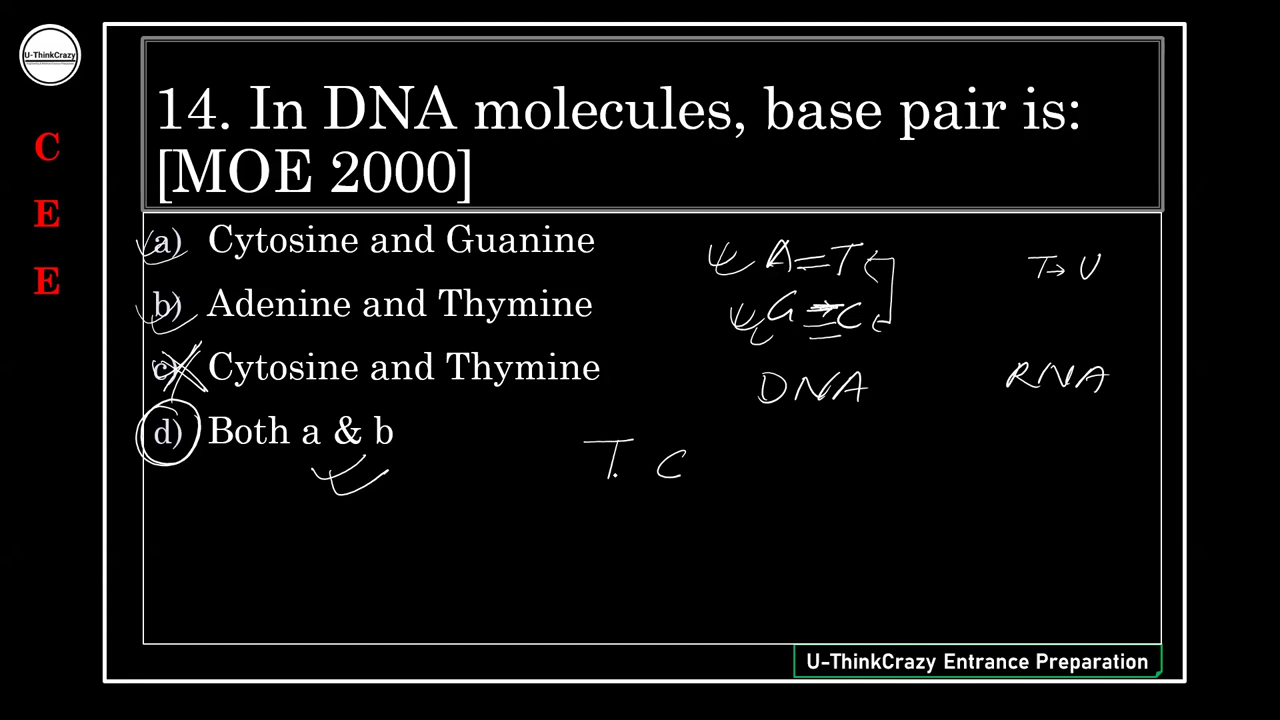 U-ThinkCrazy
C
E
E
14. In DNA molecules, base pair is:
[MOE 2000]
a) Cytosine and Guanine
b) Adenine and Thymine
c) Cytosine and Thymine
d) Both a & b
A=T
G≡C
DNA
T→U
RNA
T. C
U-ThinkCrazy Entrance Preparation